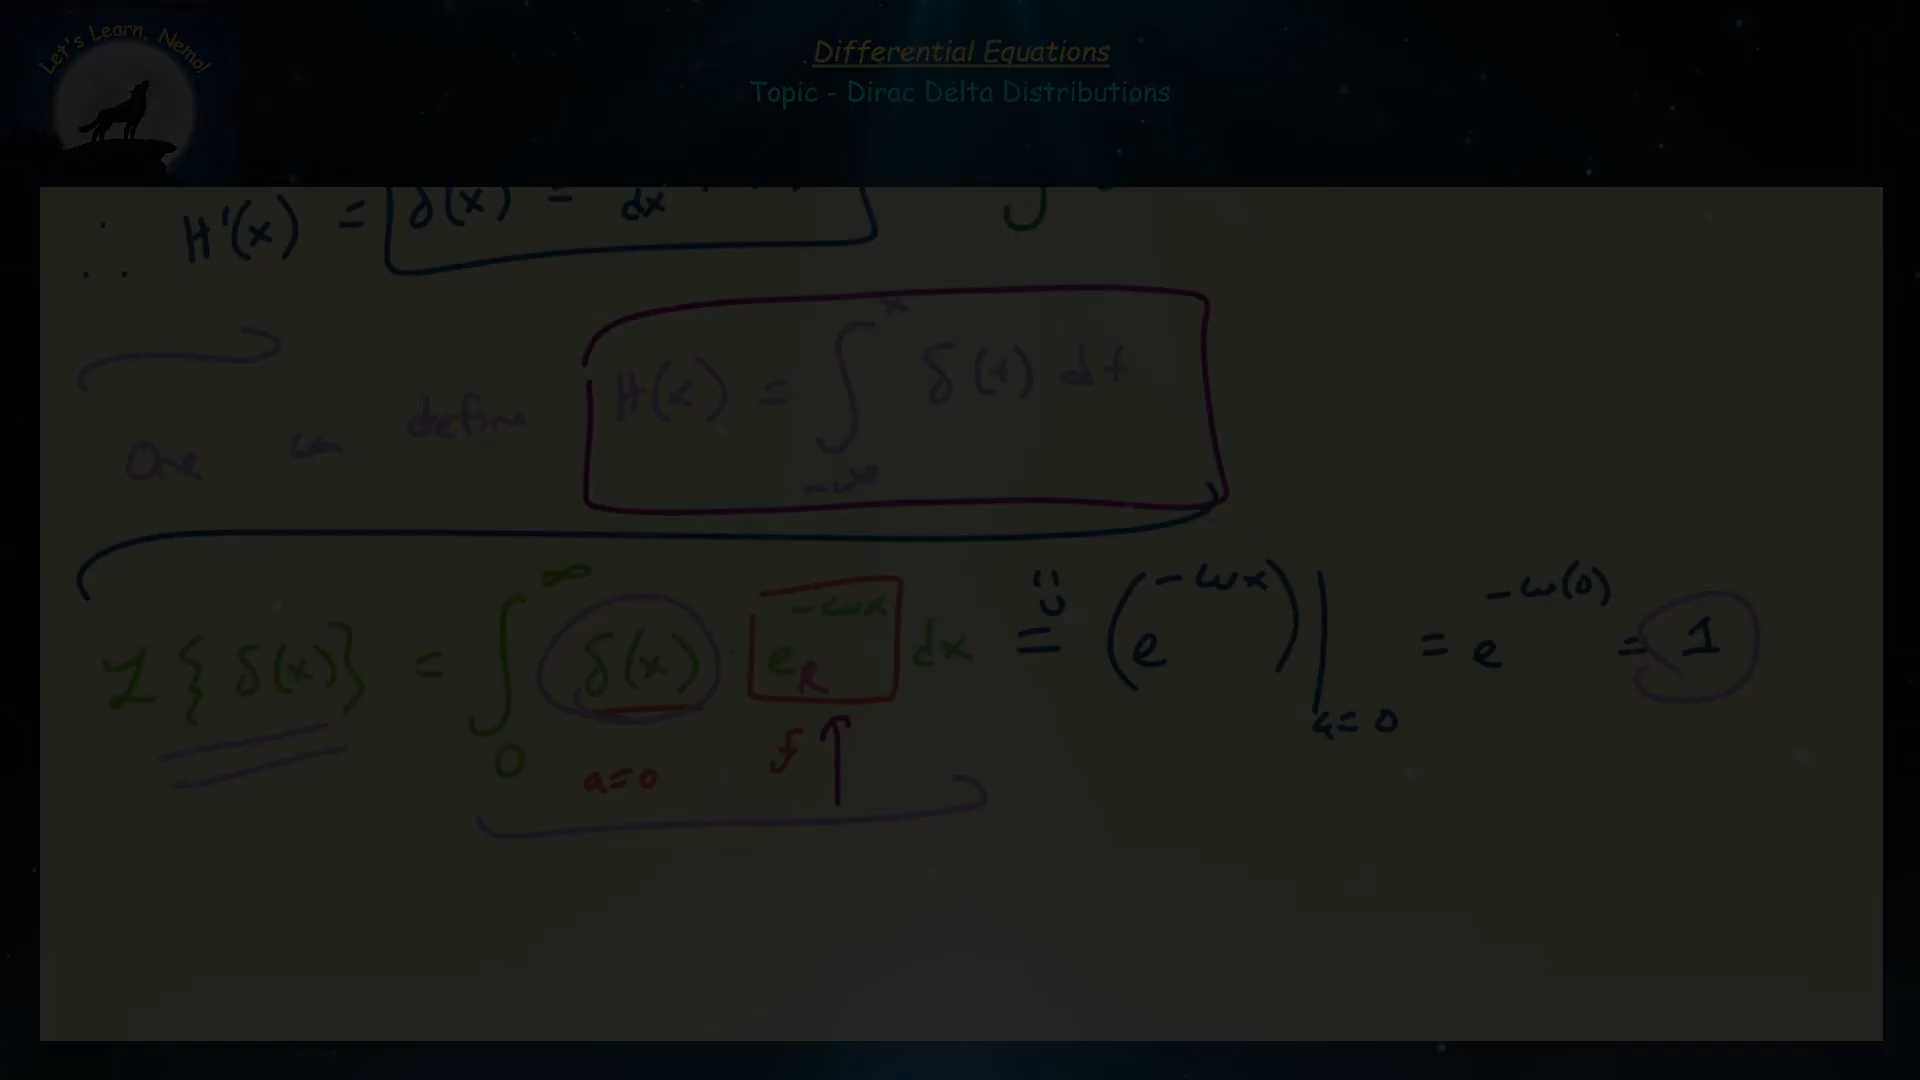 Let's Learn, Nemo!
Differential Equations
Topic - Dirac Delta Distributions
∴ H'(x) = δ(x) = dx
One can define H(x) = ∫_{-∞}^{x} δ(t) dt
ℒ{δ(x)} = ∫_0^∞ δ(x) · e^{-ωx} dx = (e^{-ωx})| = e^{-ω(0)} = 1
R
a=0 f a=0